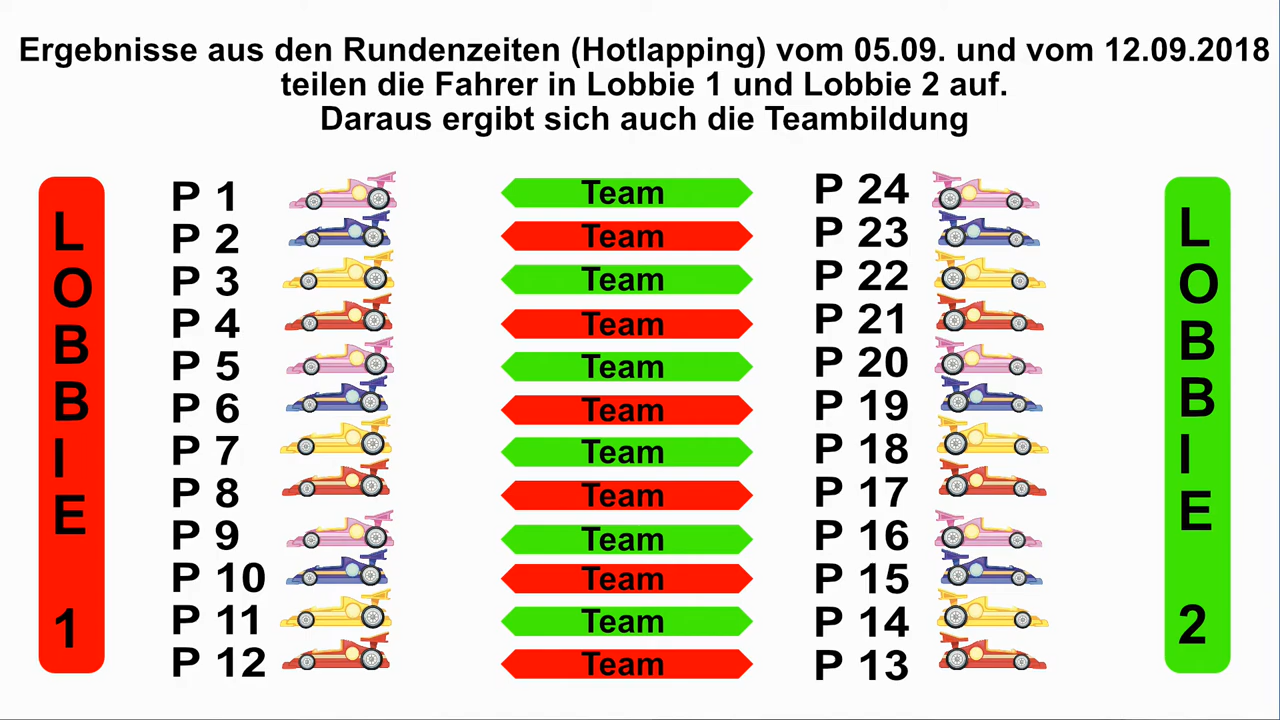 Ergebnisse aus den Rundenzeiten (Hotlapping) vom 05.09. und vom 12.09.2018
teilen die Fahrer in Lobbie 1 und Lobbie 2 auf.
Daraus ergibt sich auch die Teambildung
LOBBIE 1
P 1 Team P 24
P 2 Team P 23
P 3 Team P 22
P 4 Team P 21
P 5 Team P 20
P 6 Team P 19
P 7 Team P 18
P 8 Team P 17
P 9 Team P 16
P 10 Team P 15
P 11 Team P 14
P 12 Team P 13
LOBBIE 2